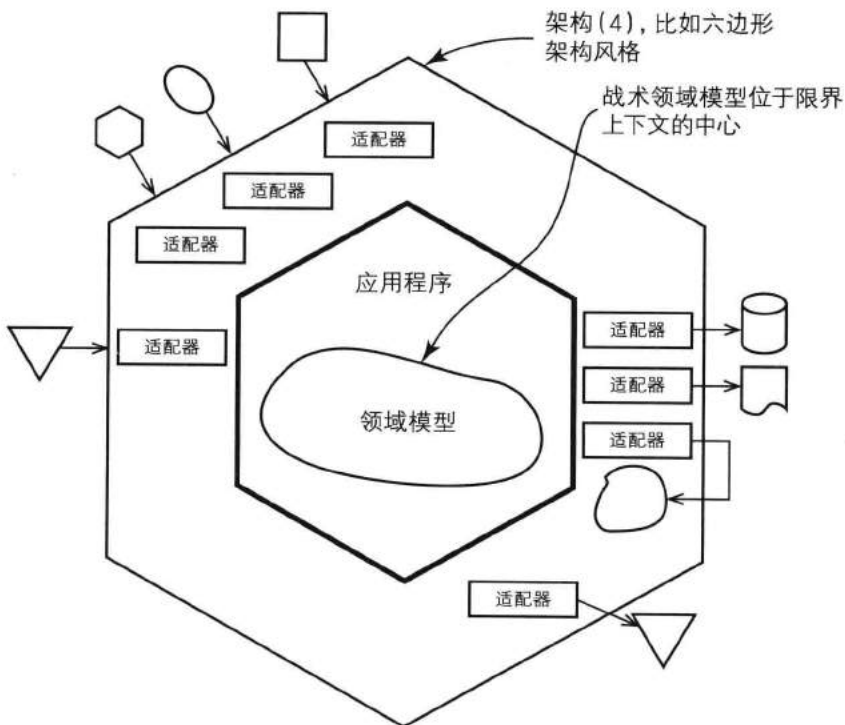 架构(4), 比如六边形
架构风格
战术领域模型位于限界
上下文的中心
适配器
适配器
适配器
应用程序
适配器
适配器
适配器
领域模型
适配器
适配器